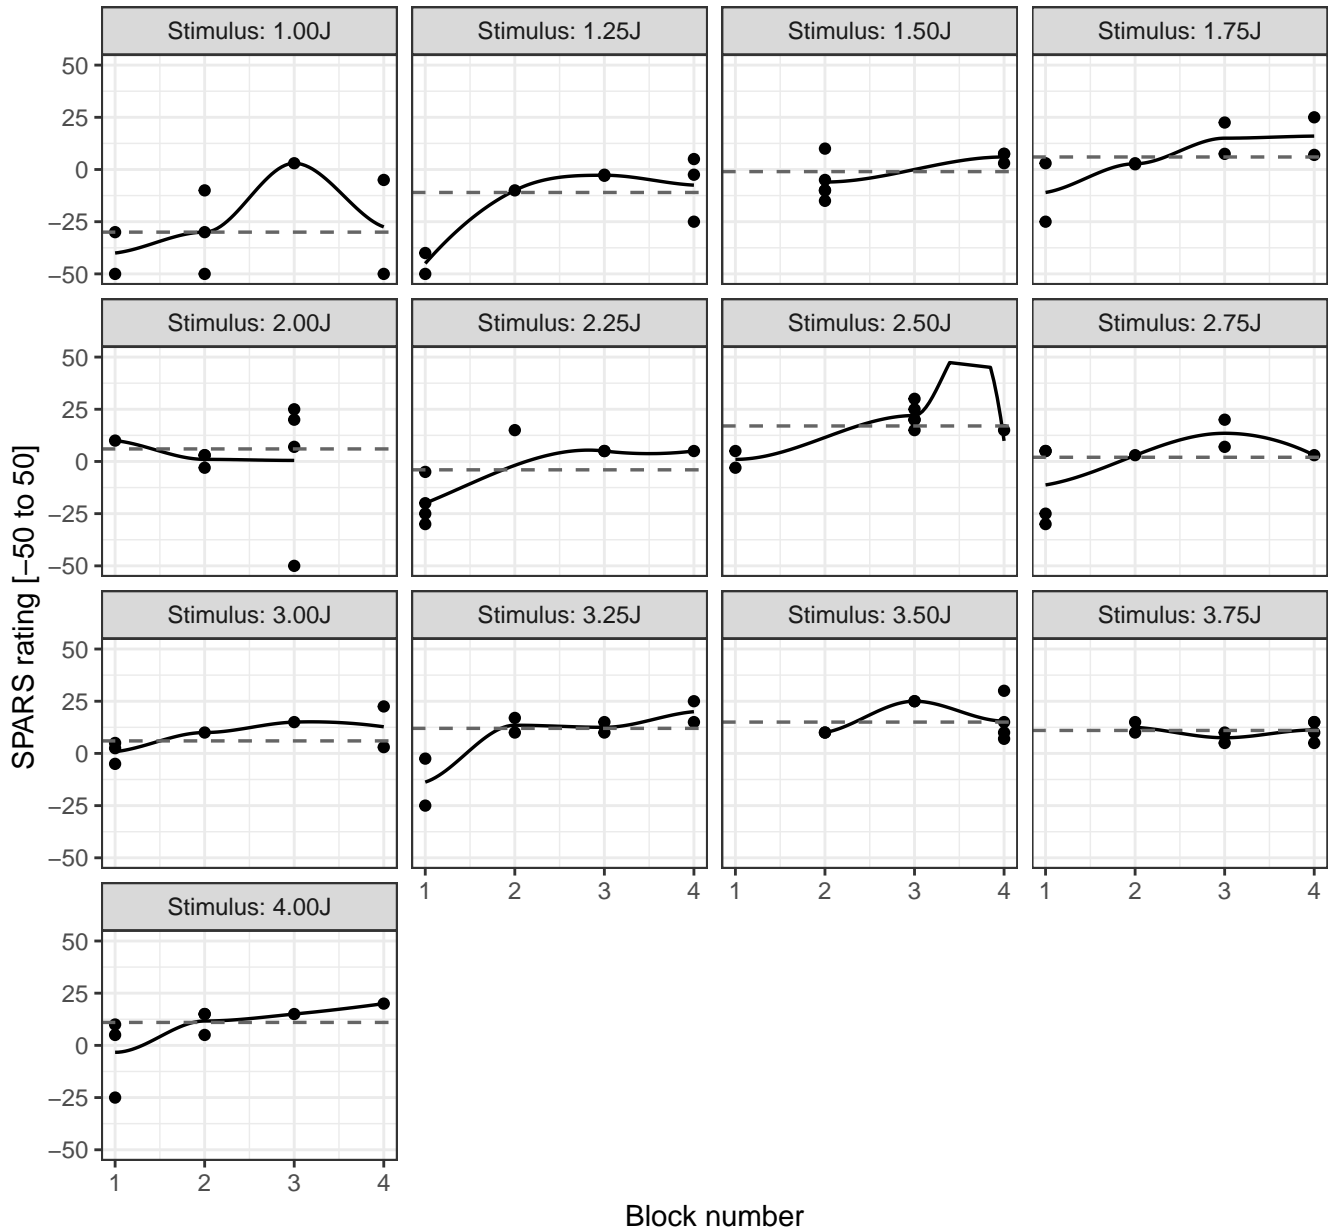 Stimulus: 1.00J
Stimulus: 1.25J
Stimulus: 1.50J
Stimulus: 1.75J
50
25
0
−25
−50
Stimulus: 2.00J
Stimulus: 2.25J
Stimulus: 2.50J
Stimulus: 2.75J
50
25
0
−25
−50
Stimulus: 3.00J
Stimulus: 3.25J
Stimulus: 3.50J
Stimulus: 3.75J
50
25
0
−25
−50
1 2 3 4
1 2 3 4
1 2 3 4
Stimulus: 4.00J
50
25
0
−25
−50
1 2 3 4
SPARS rating [−50 to 50]
Block number